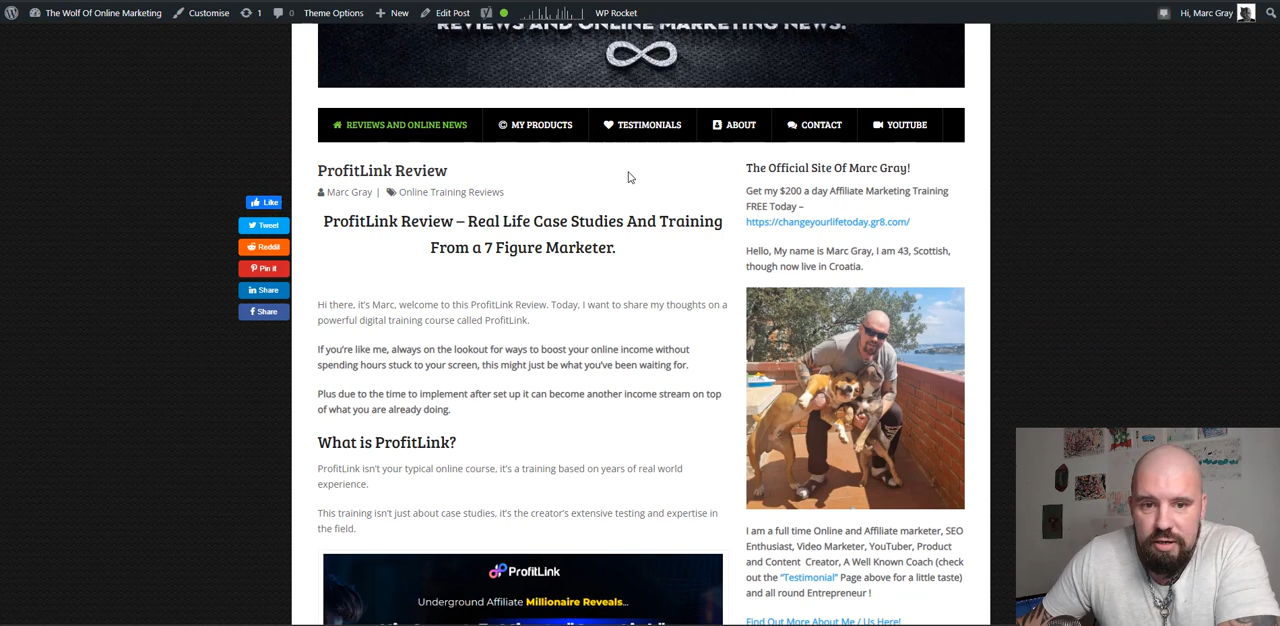 The Wolf Of Online Marketing Customise 1 0 Theme Options New Edit Post WP Rocket Hi, Marc Gray
REVIEWS AND ONLINE MARKETING NEWS.
REVIEWS AND ONLINE NEWS MY PRODUCTS TESTIMONIALS ABOUT CONTACT YOUTUBE
ProfitLink Review
Marc Gray | Online Training Reviews
ProfitLink Review – Real Life Case Studies And Training
From a 7 Figure Marketer.
Like
Tweet
Reddit
Pin it
Share
Share
Hi there, it's Marc, welcome to this ProfitLink Review. Today, I want to share my thoughts on a
powerful digital training course called ProfitLink.
If you're like me, always on the lookout for ways to boost your online income without
spending hours stuck to your screen, this might just be what you've been waiting for.
Plus due to the time to implement after set up it can become another income stream on top
of what you are already doing.
What is ProfitLink?
ProfitLink isn't your typical online course, it's a training based on years of real world
experience.
This training isn't just about case studies, it's the creator's extensive testing and expertise in
the field.
ProfitLink
Underground Affiliate Millionaire Reveals...
The Official Site Of Marc Gray!
Get my $200 a day Affiliate Marketing Training
FREE Today –
https://changeyourlifetoday.gr8.com/
Hello, My name is Marc Gray, I am 43, Scottish,
though now live in Croatia.
I am a full time Online and Affiliate marketer, SEO
Enthusiast, Video Marketer, YouTuber, Product
and Content Creator, A Well Known Coach (check
out the "Testimonial" Page above for a little taste)
and all round Entrepreneur !
Find Out More About Me / Us Here!